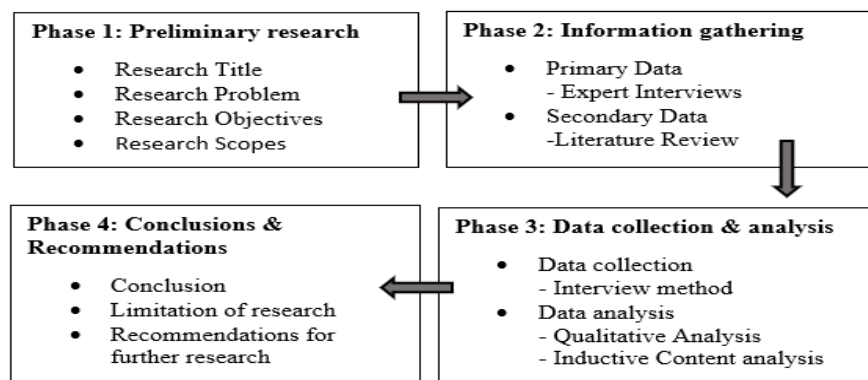 Phase 1: Preliminary research
• Research Title
• Research Problem
• Research Objectives
• Research Scopes
Phase 2: Information gathering
• Primary Data
- Expert Interviews
• Secondary Data
-Literature Review
Phase 3: Data collection & analysis
• Data collection
- Interview method
• Data analysis
- Qualitative Analysis
- Inductive Content analysis
Phase 4: Conclusions &
Recommendations
• Conclusion
• Limitation of research
• Recommendations for
further research